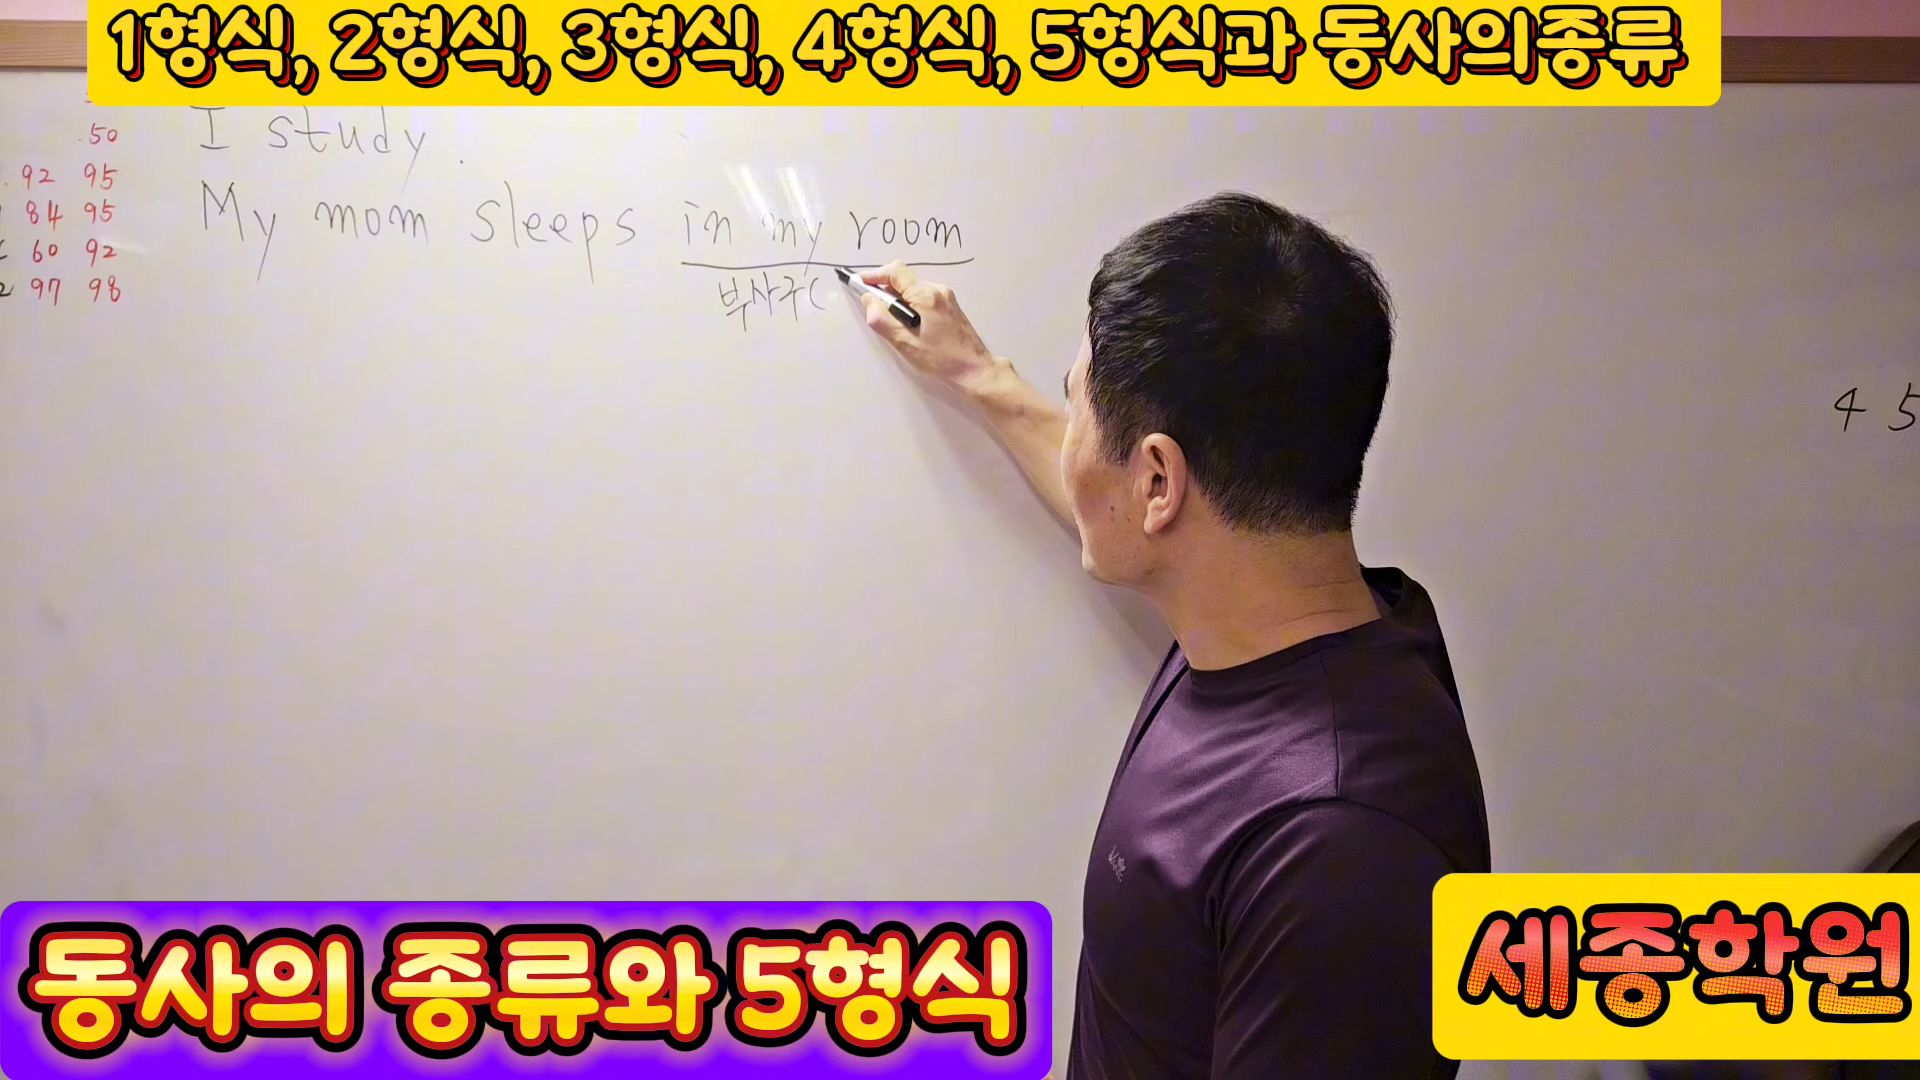 1형식, 2형식, 3형식, 4형식, 5형식과 동사의종류
I study.
My mom sleeps in my room
부사구(
50
92 95
84 95
60 92
97 98
4 5
동사의 종류와 5형식
세종학원